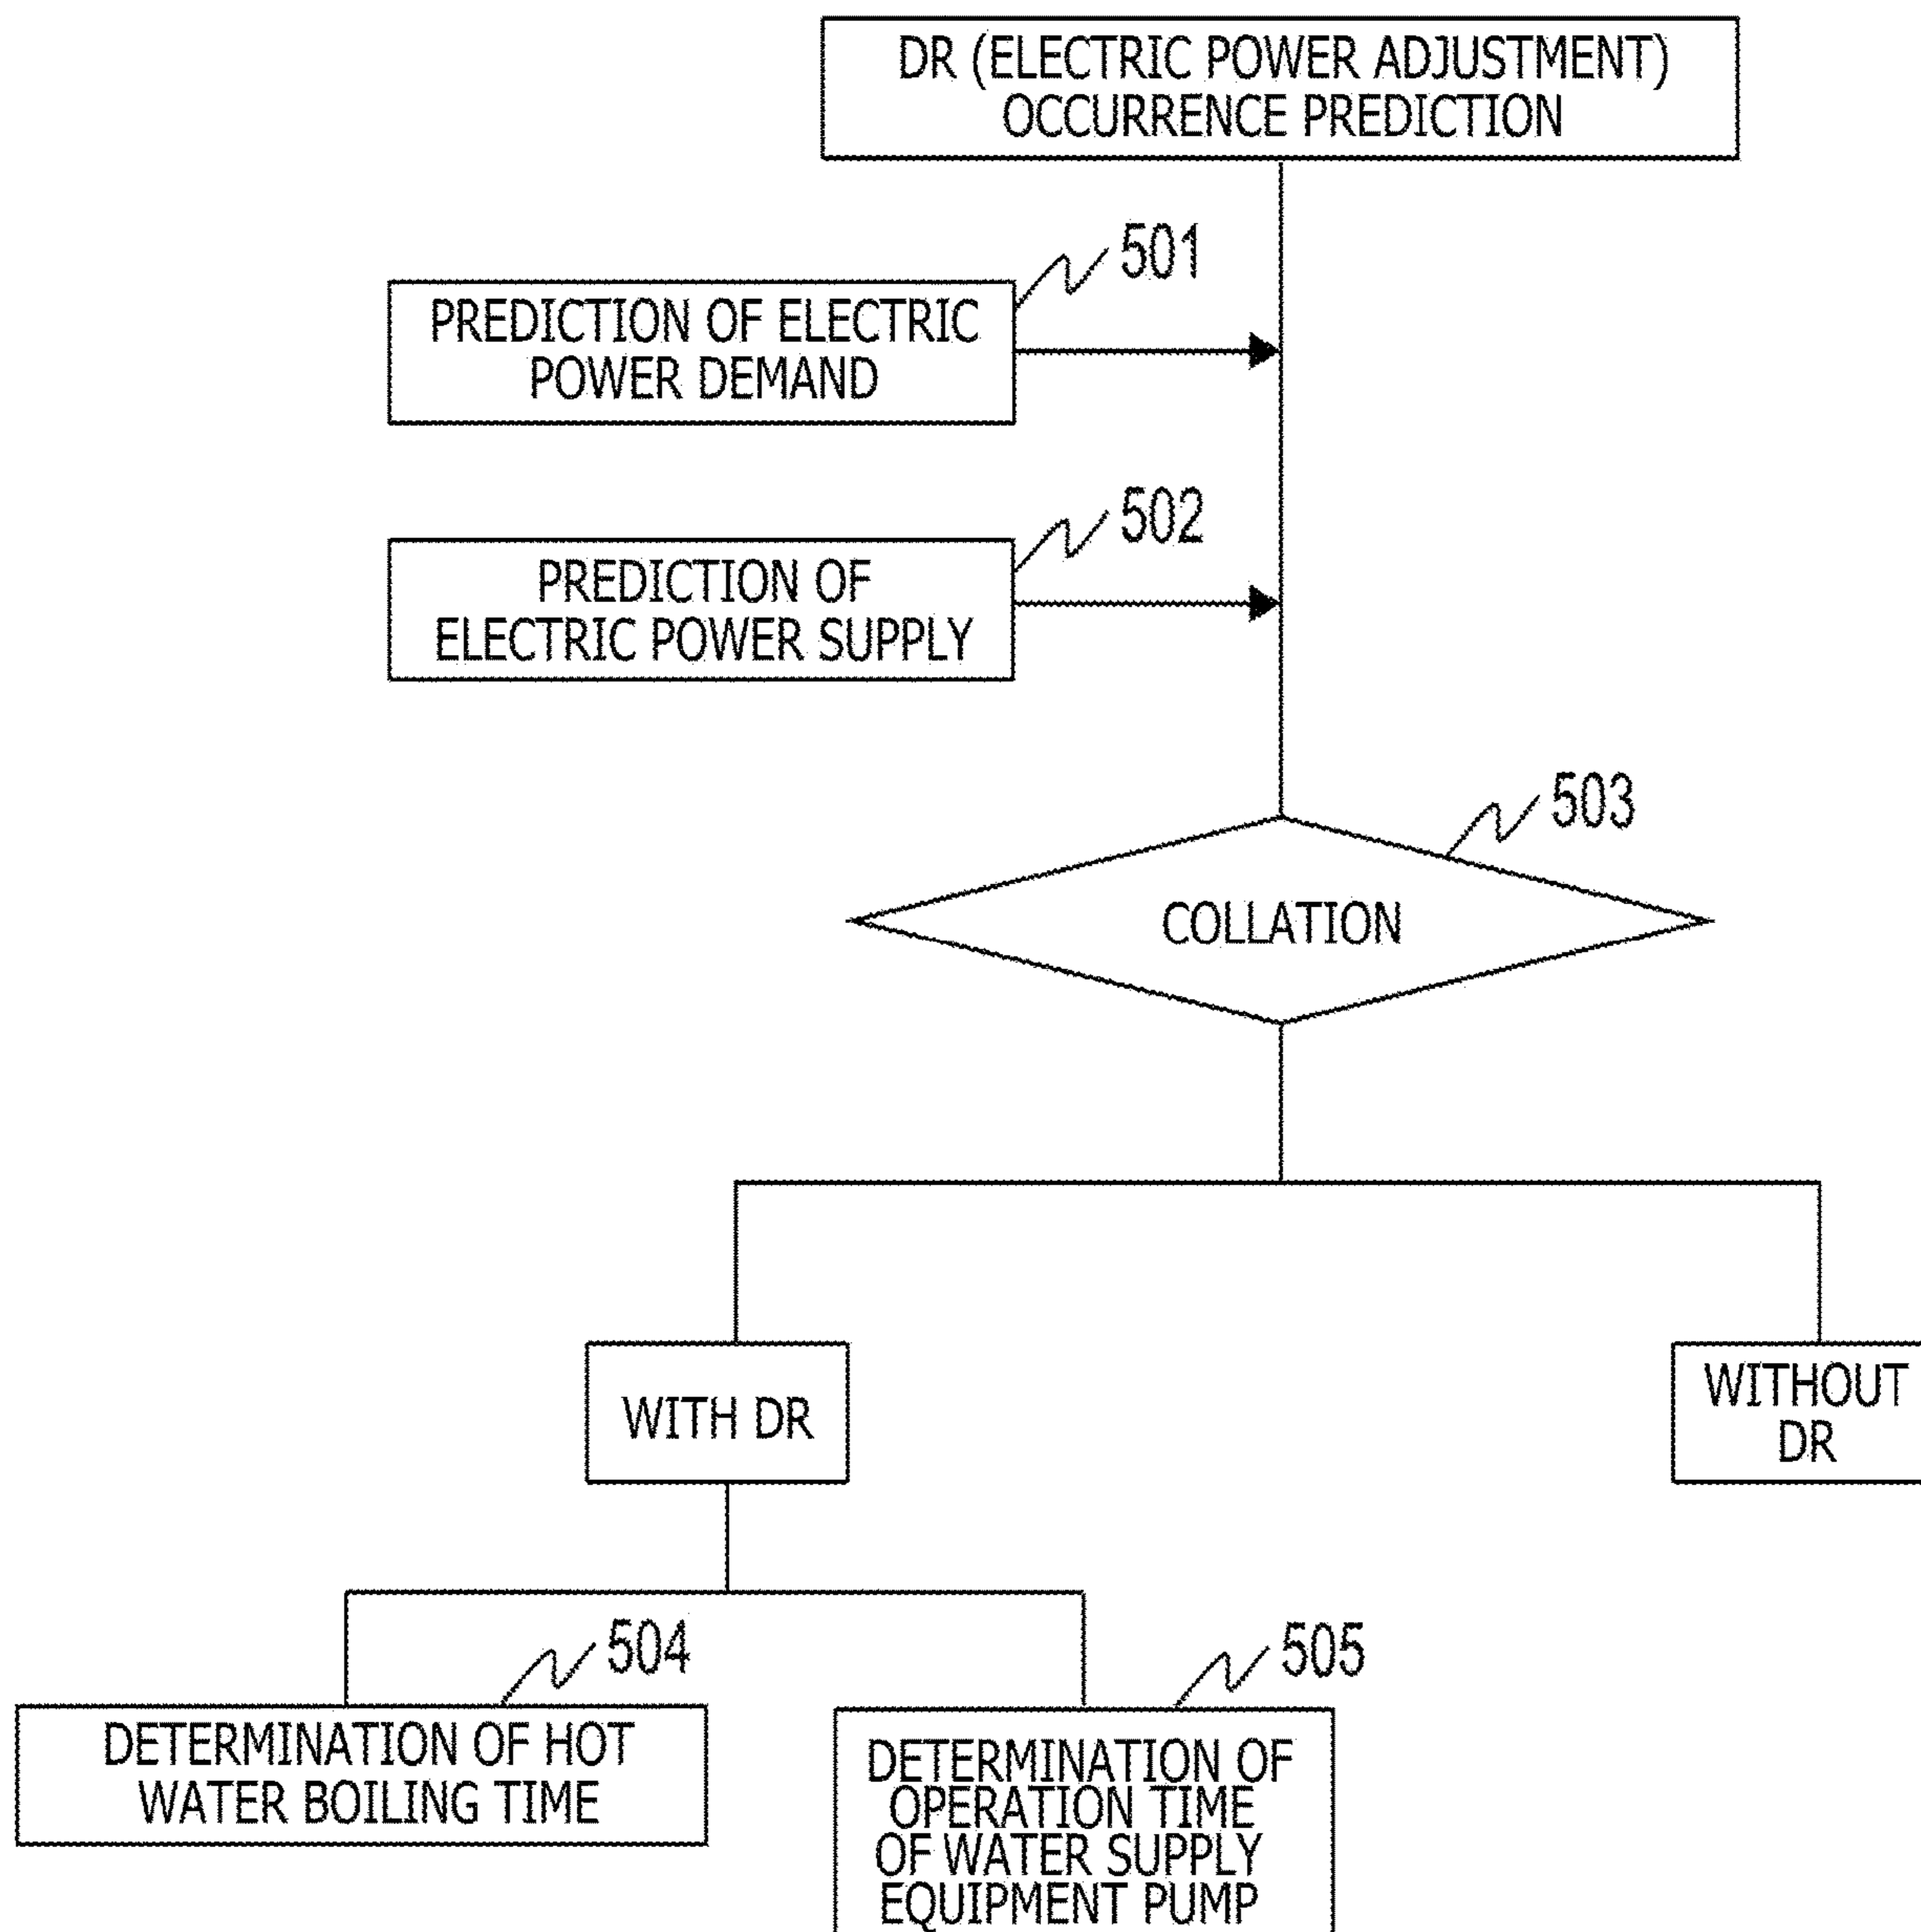 DR (ELECTRIC POWER ADJUSTMENT)
OCCURRENCE PREDICTION
501
PREDICTION OF ELECTRIC
POWER DEMAND
502
PREDICTION OF
ELECTRIC POWER SUPPLY
503
COLLATION
WITH DR
WITHOUT
DR
504
DETERMINATION OF HOT
WATER BOILING TIME
505
DETERMINATION OF
OPERATION TIME
OF WATER SUPPLY
EQUIPMENT PUMP